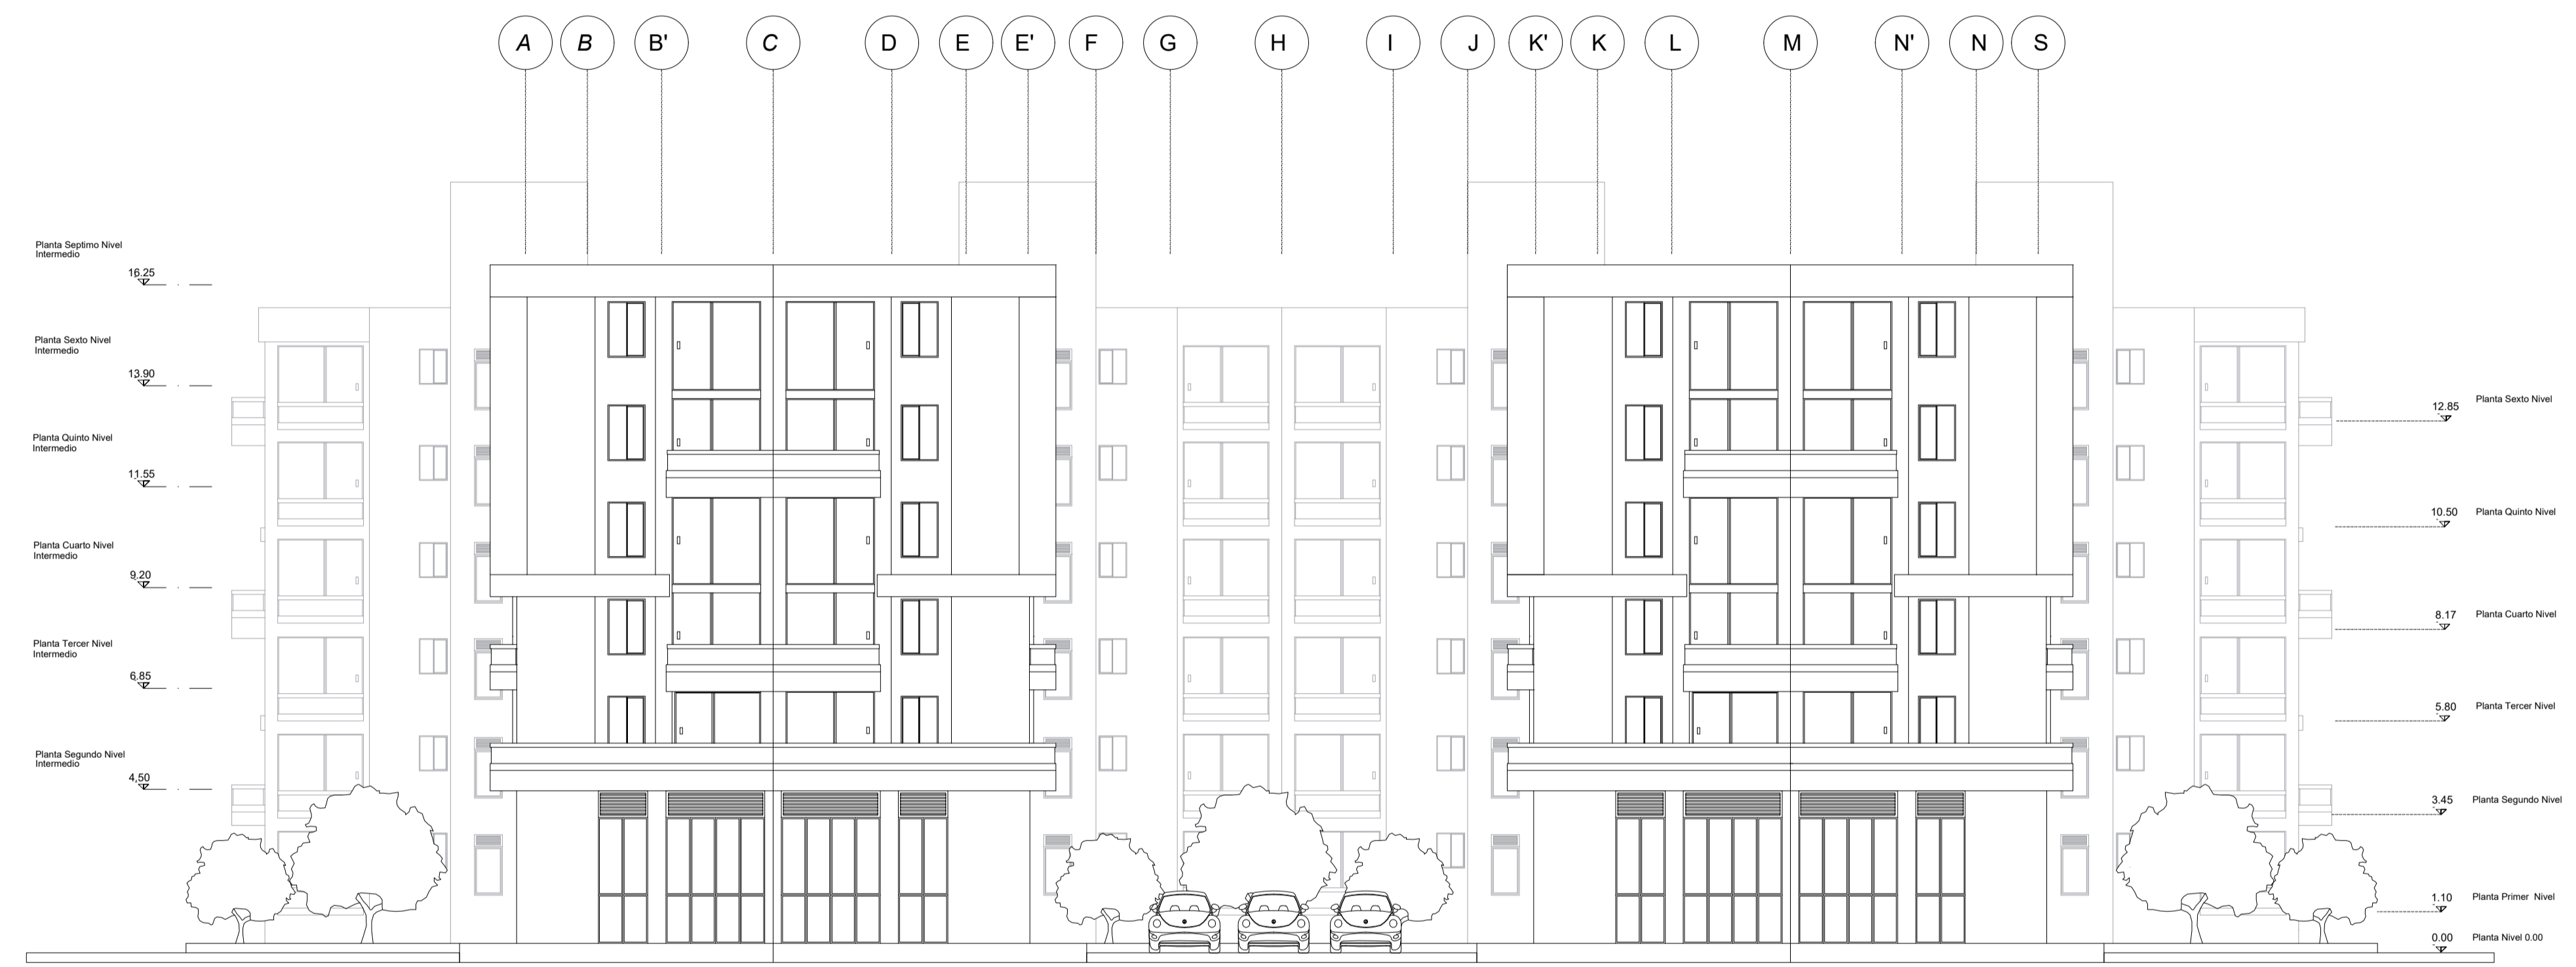 A B B' C D E E' F G H I J K' K L M N' N S
Planta Septimo Nivel
Intermedio
16.25
Planta Sexto Nivel
Intermedio
13.90
Planta Quinto Nivel
Intermedio
11.55
Planta Cuarto Nivel
Intermedio
9.20
Planta Tercer Nivel
Intermedio
6.85
Planta Segundo Nivel
Intermedio
4,50
12.85 Planta Sexto Nivel
10.50 Planta Quinto Nivel
8.17 Planta Cuarto Nivel
5.80 Planta Tercer Nivel
3.45 Planta Segundo Nivel
1.10 Planta Primer Nivel
0.00 Planta Nivel 0.00